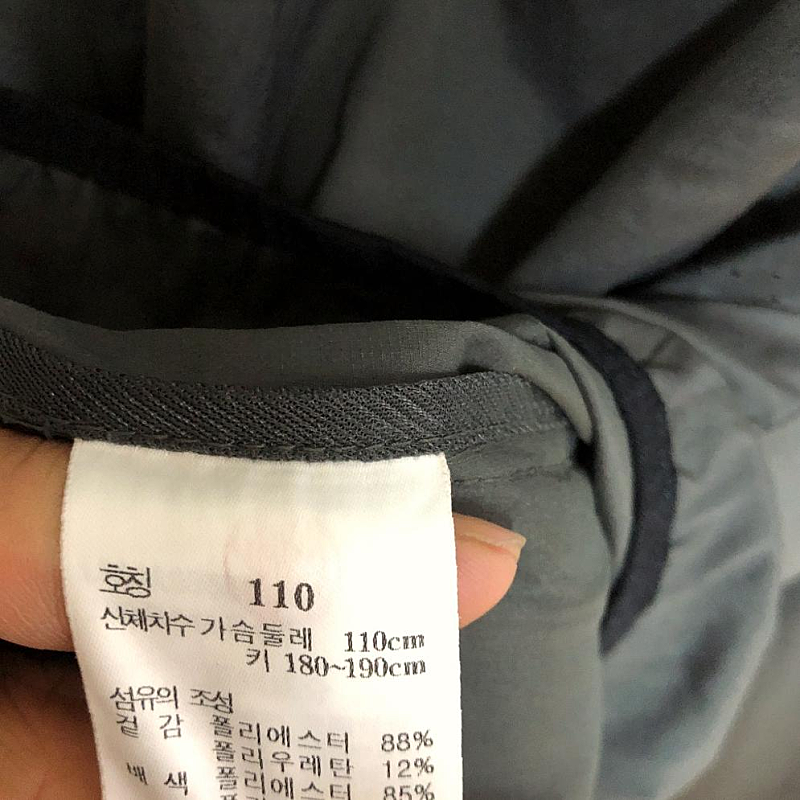 호칭 110
신체치수 가슴둘레 110cm
키 180~190cm
섬유의 조성
겉감 폴리에스터 88%
폴리우레탄 12%
배색 폴리에스터 85%